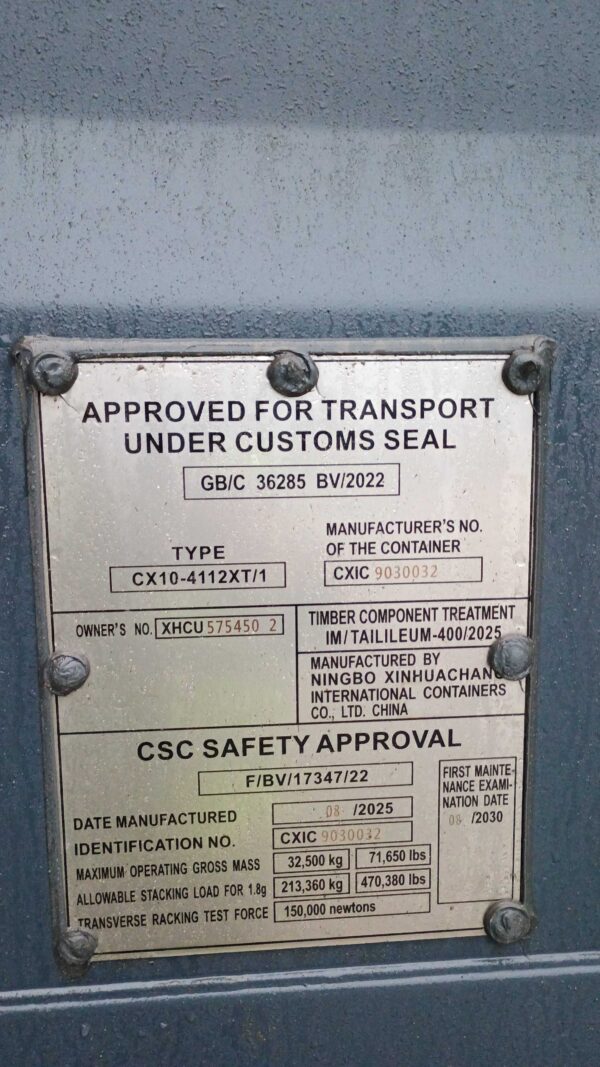 APPROVED FOR TRANSPORT
UNDER CUSTOMS SEAL
GB/C 36285 BV/2022
TYPE
CX10-4112XT/1
MANUFACTURER'S NO.
OF THE CONTAINER
CXIC 9030032
OWNER'S NO. XHCU 575450 2
TIMBER COMPONENT TREATMENT
IM/TAILILEUM-400/2025
MANUFACTURED BY
NINGBO XINHUACHANG
INTERNATIONAL CONTAINERS
CO., LTD. CHINA
CSC SAFETY APPROVAL
F/BV/17347/22
DATE MANUFACTURED 08 /2025
IDENTIFICATION NO. CXIC 9030032
MAXIMUM OPERATING GROSS MASS 32,500 kg 71,650 lbs
ALLOWABLE STACKING LOAD FOR 1.8g 213,360 kg 470,380 lbs
TRANSVERSE RACKING TEST FORCE 150,000 newtons
FIRST MAINTE-
NANCE EXAMI-
NATION DATE
08 /2030